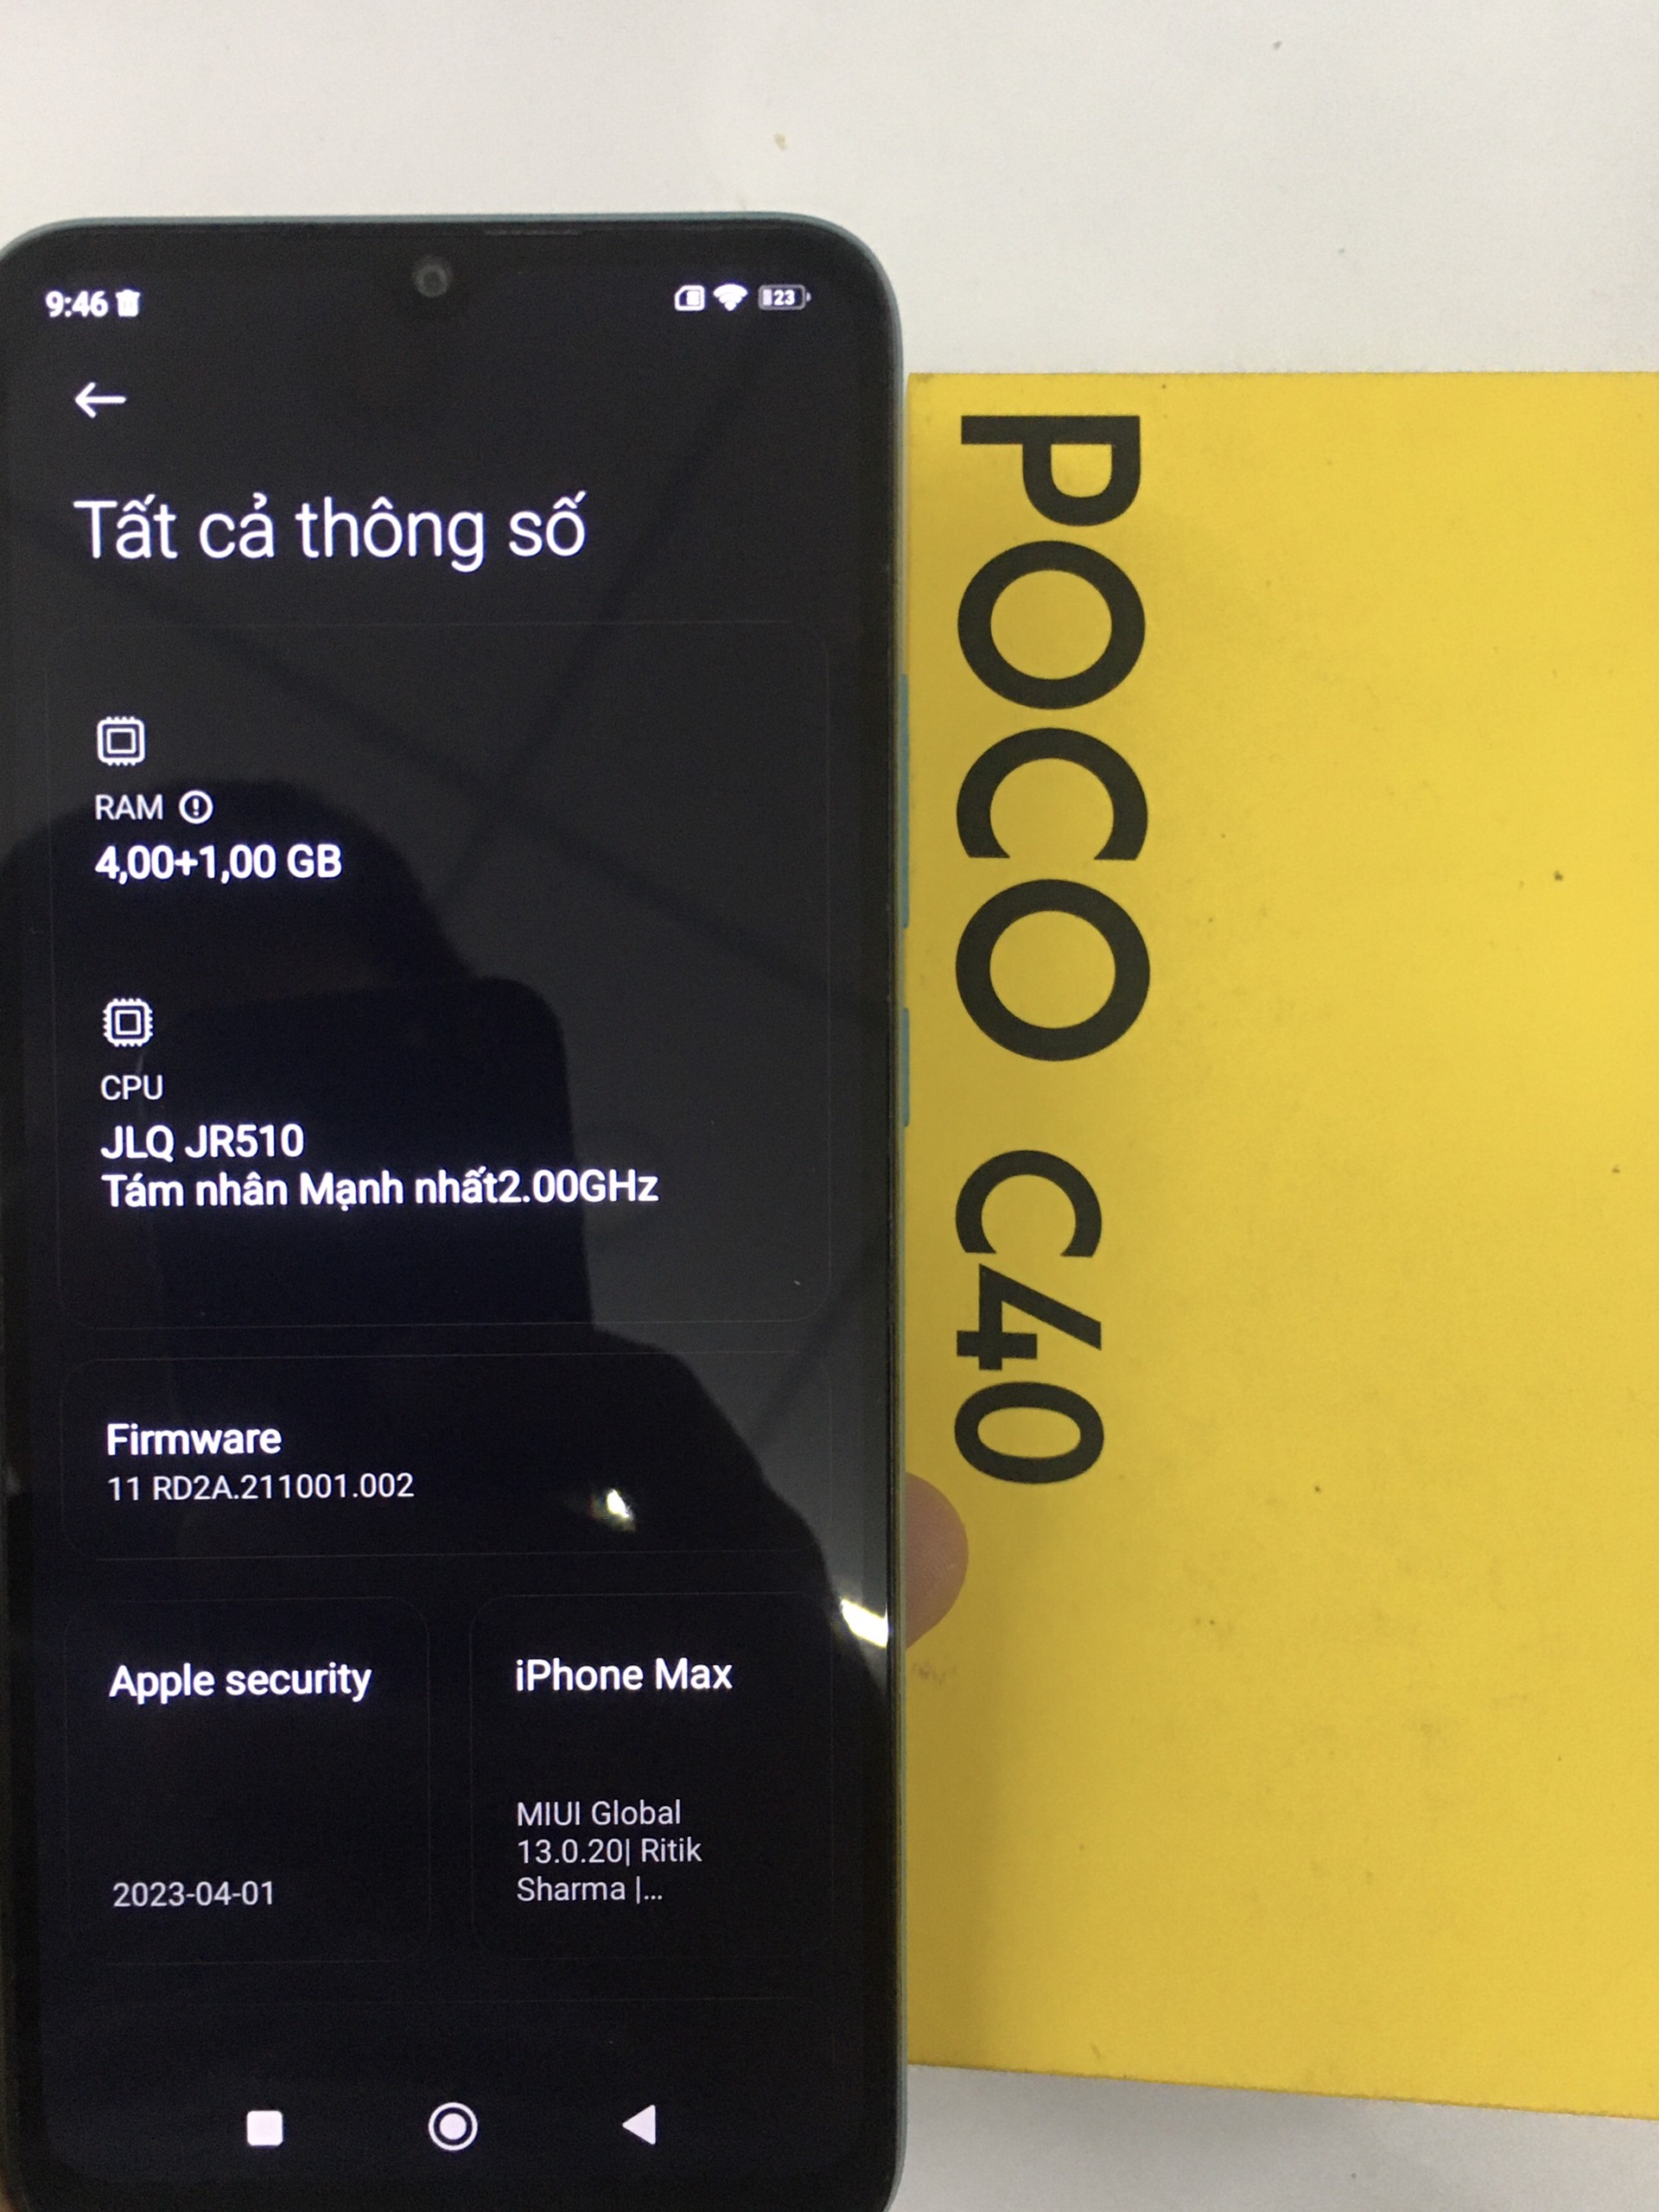 9:46
23
Tất cả thông số
RAM
4,00+1,00 GB
CPU
JLQ JR510
Tám nhân Mạnh nhất2.00GHz
Firmware
11 RD2A.211001.002
Apple security
2023-04-01
iPhone Max
MIUI Global
13.0.20| Ritik
Sharma |...
POCO C40